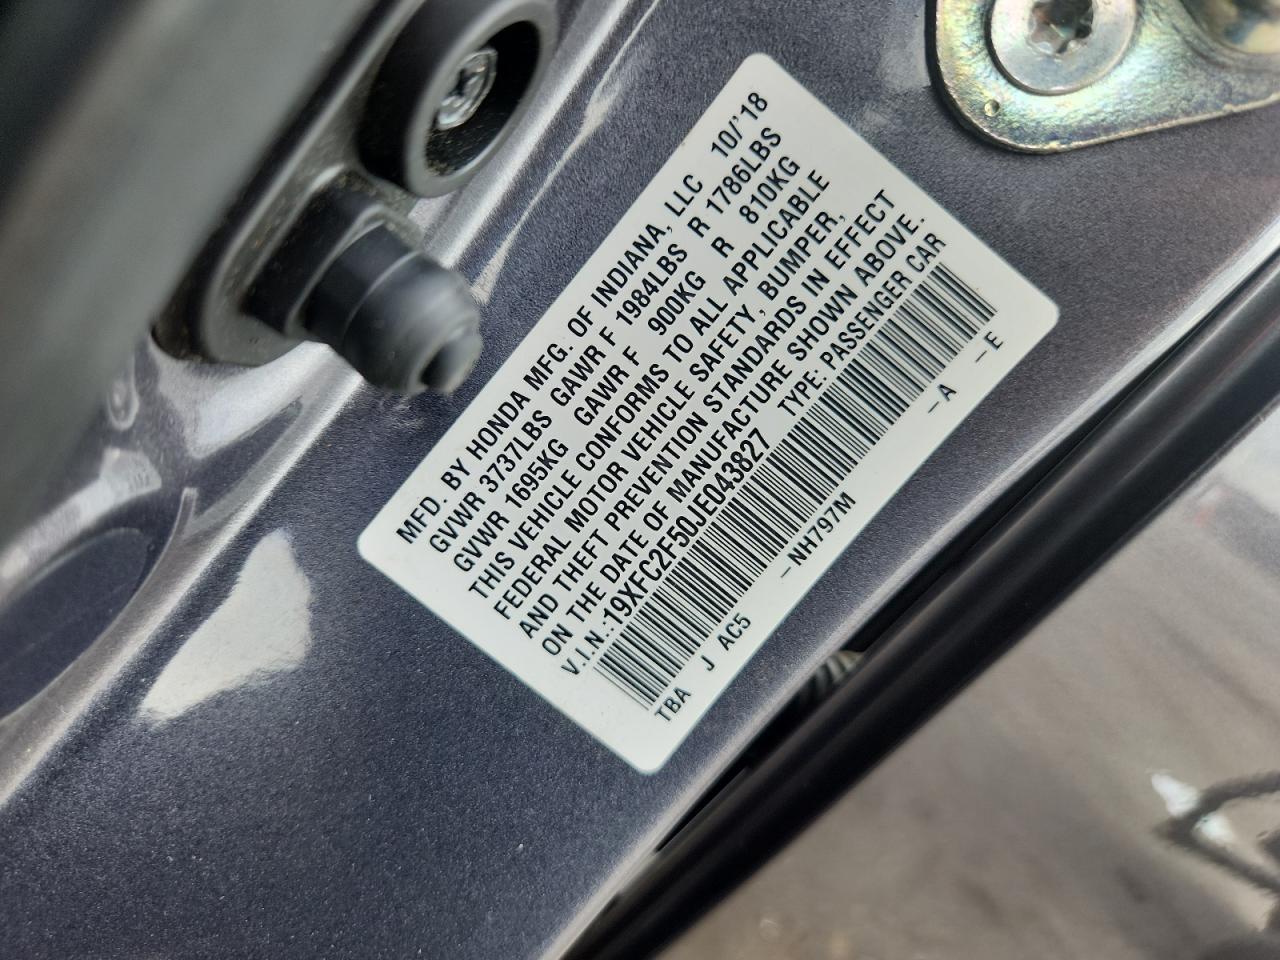 MFD. BY HONDA MFG. OF INDIANA, LLC 10/'18
GVWR 3737LBS GAWR F 1984LBS R 1786LBS
GVWR 1695KG GAWR F 900KG R 810KG
THIS VEHICLE CONFORMS TO ALL APPLICABLE
FEDERAL MOTOR VEHICLE SAFETY, BUMPER,
AND THEFT PREVENTION STANDARDS IN EFFECT
ON THE DATE OF MANUFACTURE SHOWN ABOVE.
V.I.N.:19XFC2F50JE043827 TYPE: PASSENGER CAR
TBA J AC5 -NH797M -A -E